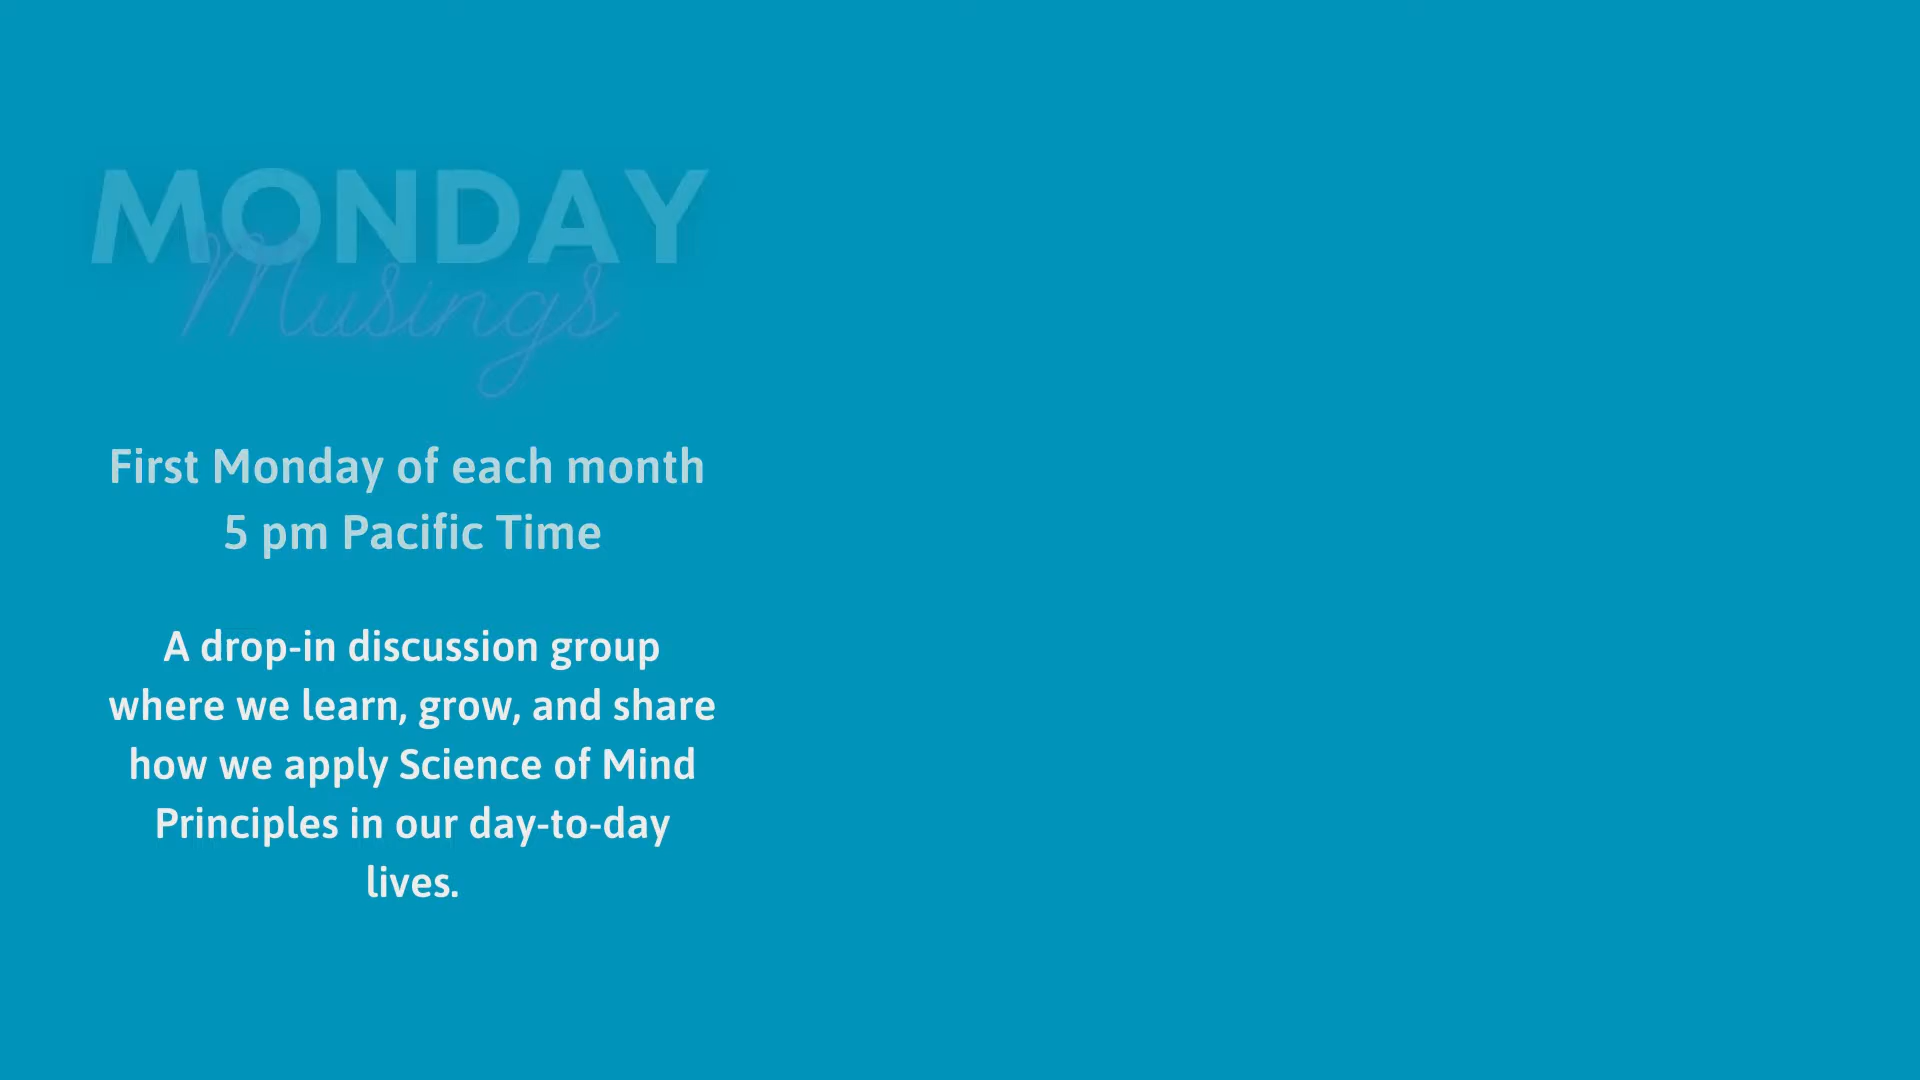 MONDAY
Musings
First Monday of each month
5 pm Pacific Time
A drop-in discussion group
where we learn, grow, and share
how we apply Science of Mind
Principles in our day-to-day
lives.